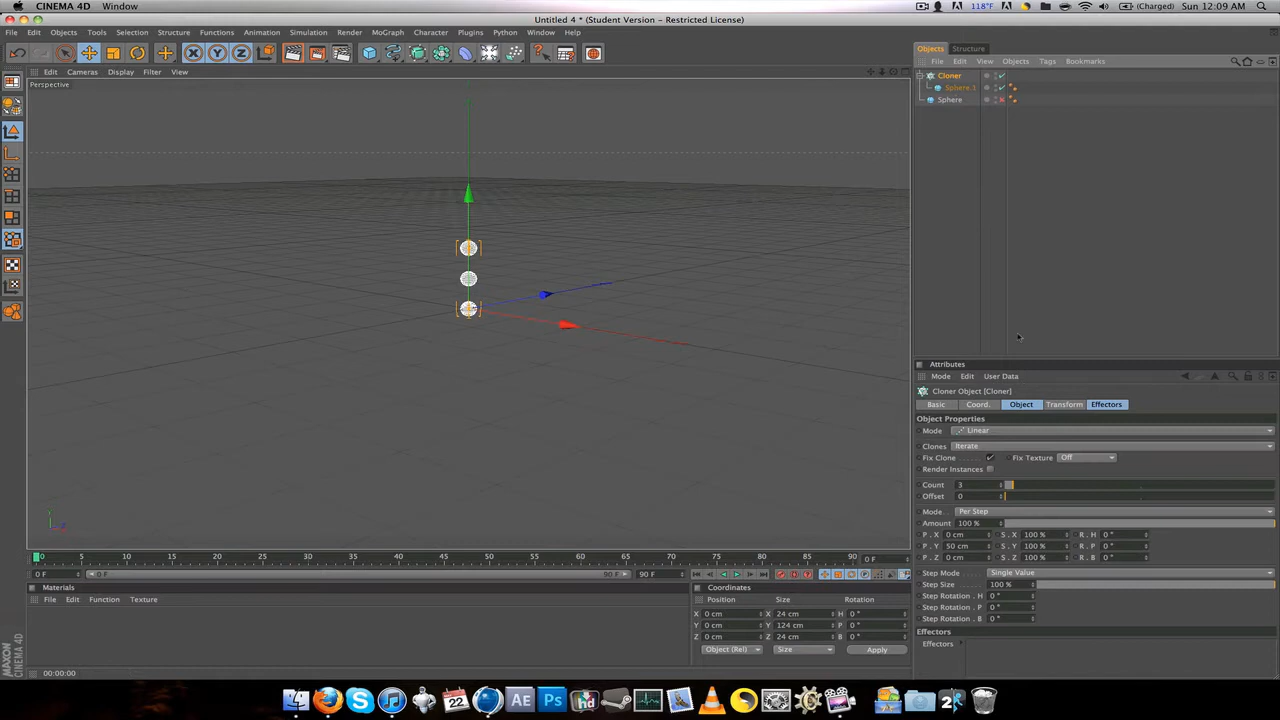 CINEMA 4D Window 118°F (Charged) Sun 12:09 AM
Untitled 4 * (Student Version - Restricted License)
File Edit Objects Tools Selection Structure Functions Animation Simulation Render MoGraph Character Plugins Python Window Help
X Y Z
Edit Cameras Display Filter View
Perspective
Objects Structure
File Edit View Objects Tags Bookmarks
Cloner
Sphere.1
Sphere
Attributes
Mode Edit User Data
Cloner Object [Cloner]
Basic Coord. Object Transform Effectors
Object Properties
Mode Linear
Clones Iterate
Fix Clone Fix Texture Off
Render Instances
Count 3
Offset 0
Mode Per Step
Amount 100 %
P . X 0 cm S . X 100 % R . H 0 °
P . Y 50 cm S . Y 100 % R . P 0 °
P . Z 0 cm S . Z 100 % R . B 0 °
Step Mode Single Value
Step Size 100 %
Step Rotation . H 0 °
Step Rotation . P 0 °
Step Rotation . B 0 °
Effectors
Effectors
0 5 10 15 20 25 30 35 40 45 50 55 60 65 70 75 80 85 90 0 F
0 F 0 F 90 F 90 F
Materials
File Edit Function Texture
Coordinates
Position Size Rotation
X 0 cm X 24 cm H 0 °
Y 0 cm Y 124 cm P 0 °
Z 0 cm Z 24 cm B 0 °
Object (Rel) Size Apply
MAXON
CINEMA 4D
00:00:00
22 AE Ps hd